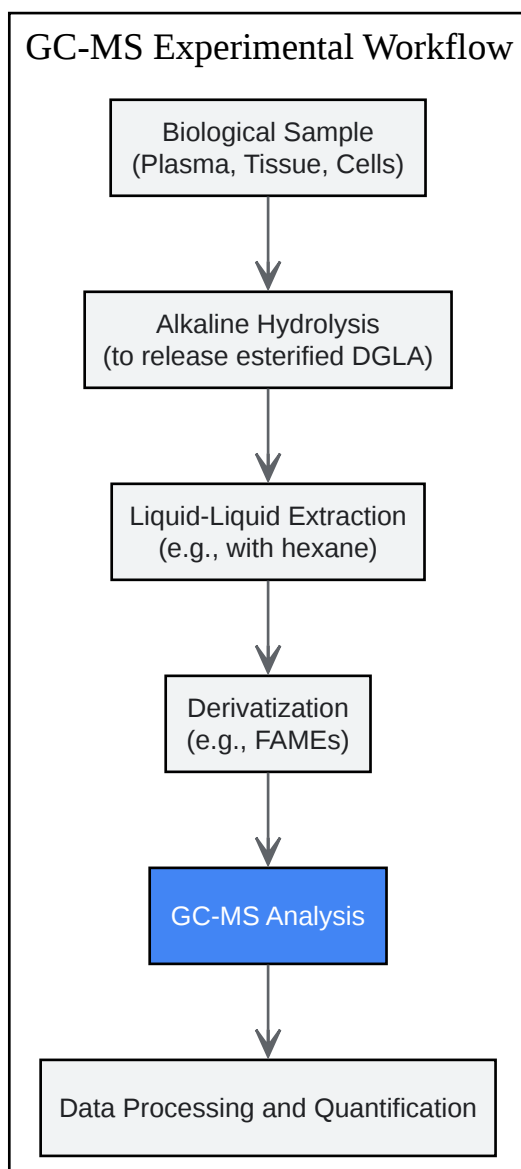 GC-MS Experimental Workflow
Biological Sample
(Plasma, Tissue, Cells)
Alkaline Hydrolysis
(to release esterified DGLA)
Liquid-Liquid Extraction
(e.g., with hexane)
Derivatization
(e.g., FAMEs)
GC-MS Analysis
Data Processing and Quantification